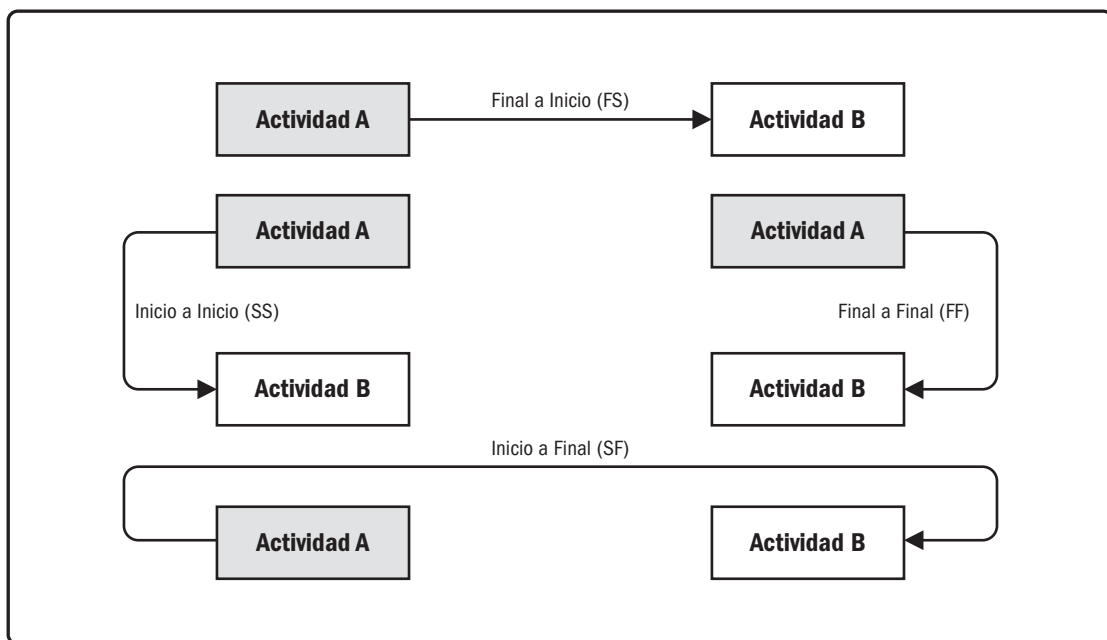 Final a Inicio (FS)
Actividad A
Actividad B
Actividad A
Actividad A
Inicio a Inicio (SS)
Final a Final (FF)
Actividad B
Actividad B
Inicio a Final (SF)
Actividad A
Actividad B